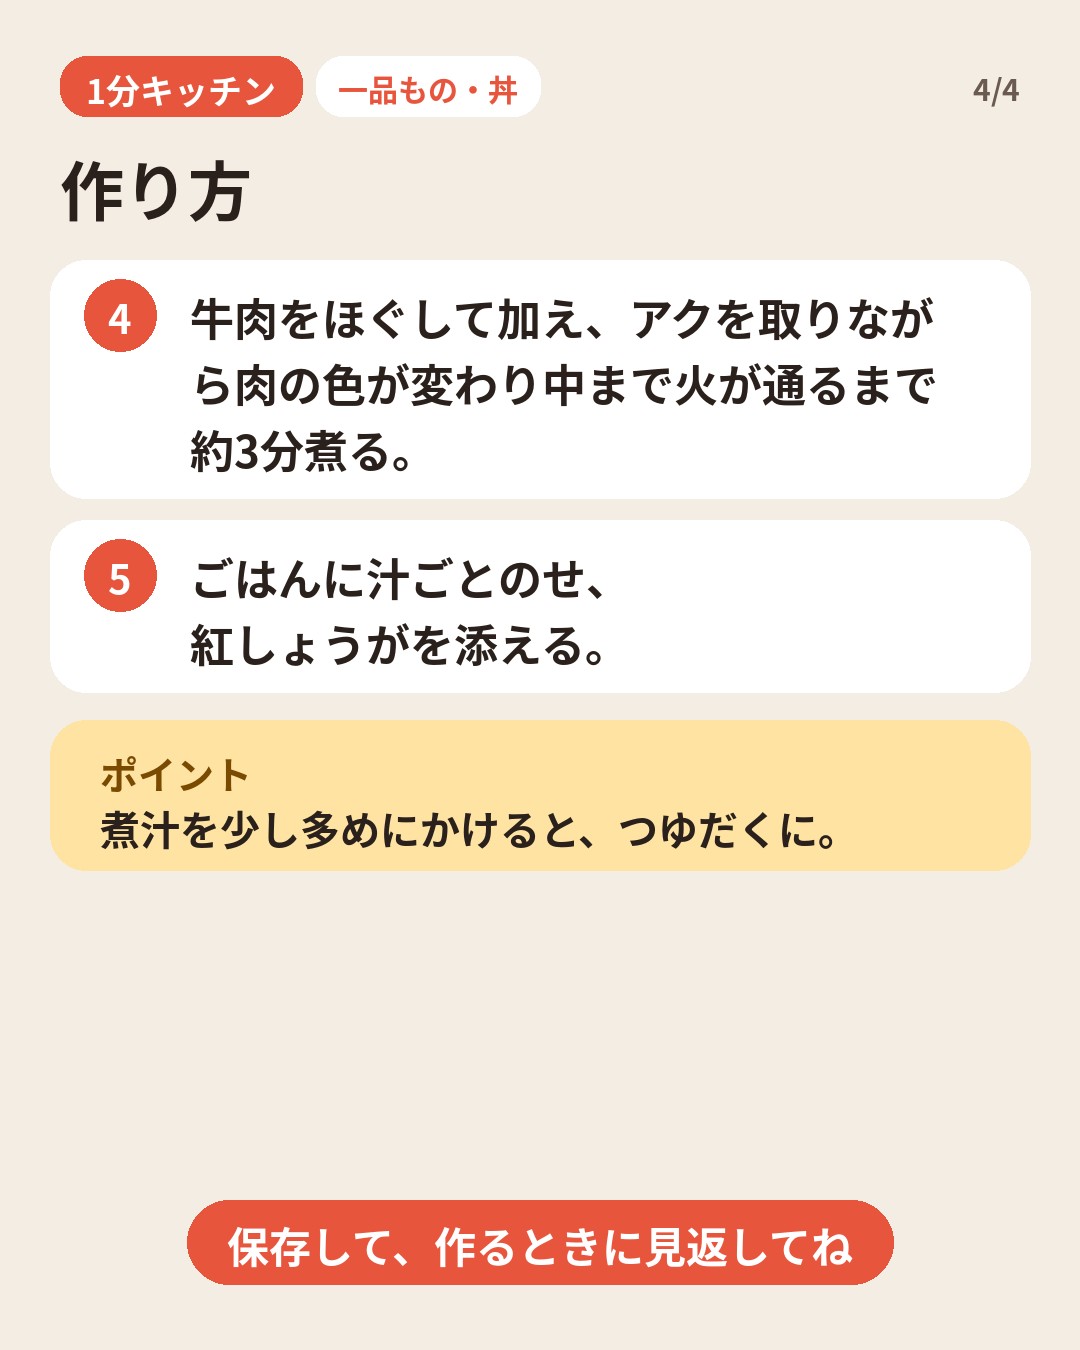 1分キッチン
一品もの・丼
4/4
作り方
4
牛肉をほぐして加え、アクを取りなが
ら肉の色が変わり中まで火が通るまで
約3分煮る。
5
ごはんに汁ごとのせ、
紅しょうがを添える。
ポイント
煮汁を少し多めにかけると、つゆだくに。
保存して、作るときに見返してね